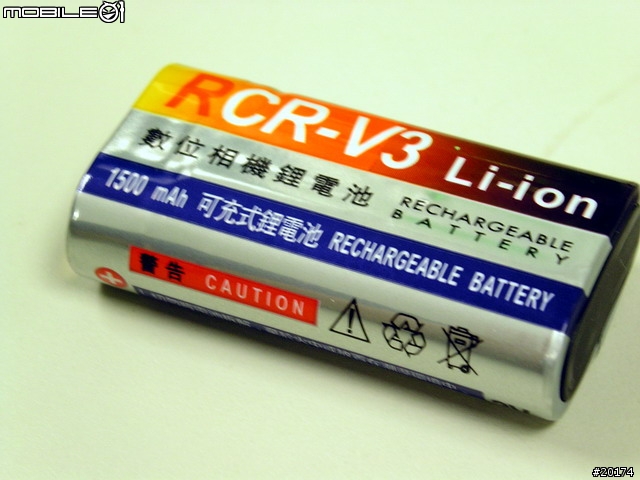 MOBILE01
RCR-V3 Li-ion
數位相機鋰電池 RECHARGEABLE BATTERY
1500 mAh 可充式鋰電池 RECHARGEABLE BATTERY
警告 CAUTION
#20174